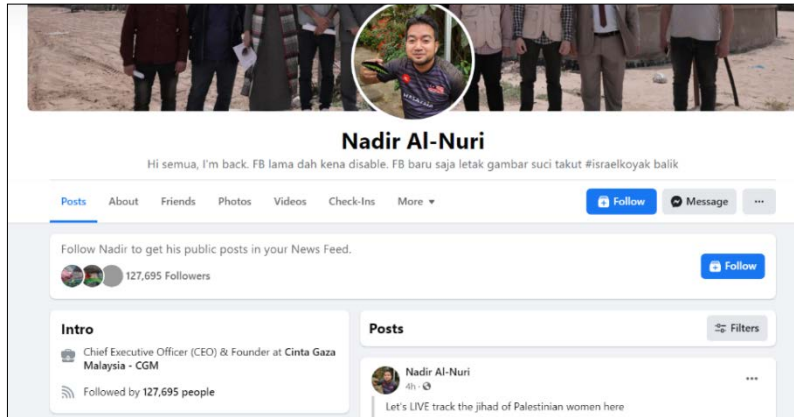 Nadir Al-Nuri
Hi semua, I'm back. FB lama dah kena disable. FB baru saja letak gambar suci takut #israelkoyak balik
Posts About Friends Photos Videos Check-Ins More
Follow Message ...
Follow Nadir to get his public posts in your News Feed.
127,695 Followers
Follow
Intro
Chief Executive Officer (CEO) & Founder at Cinta Gaza
Malaysia - CGM
Followed by 127,695 people
Posts
Filters
Nadir Al-Nuri
4h ·
...
Let's LIVE track the jihad of Palestinian women here